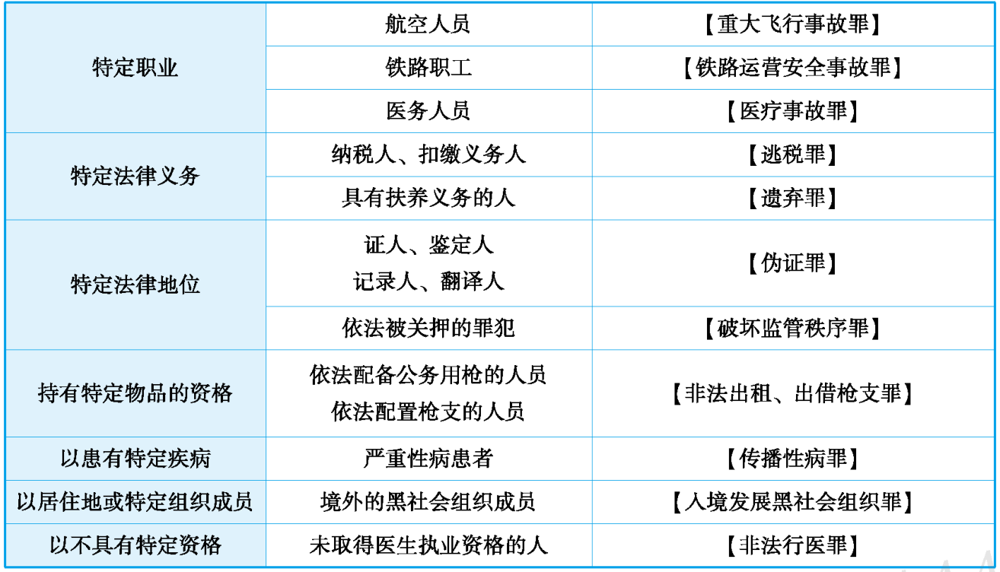 特定职业
航空人员
【重大飞行事故罪】
铁路职工
【铁路运营安全事故罪】
医务人员
【医疗事故罪】
特定法律义务
纳税人、扣缴义务人
【逃税罪】
具有扶养义务的人
【遗弃罪】
特定法律地位
证人、鉴定人
记录人、翻译人
【伪证罪】
依法被关押的罪犯
【破坏监管秩序罪】
持有特定物品的资格
依法配备公务用枪的人员
依法配置枪支的人员
【非法出租、出借枪支罪】
以患有特定疾病
严重性病患者
【传播性病罪】
以居住地或特定组织成员
境外的黑社会组织成员
【入境发展黑社会组织罪】
以不具有特定资格
未取得医生执业资格的人
【非法行医罪】